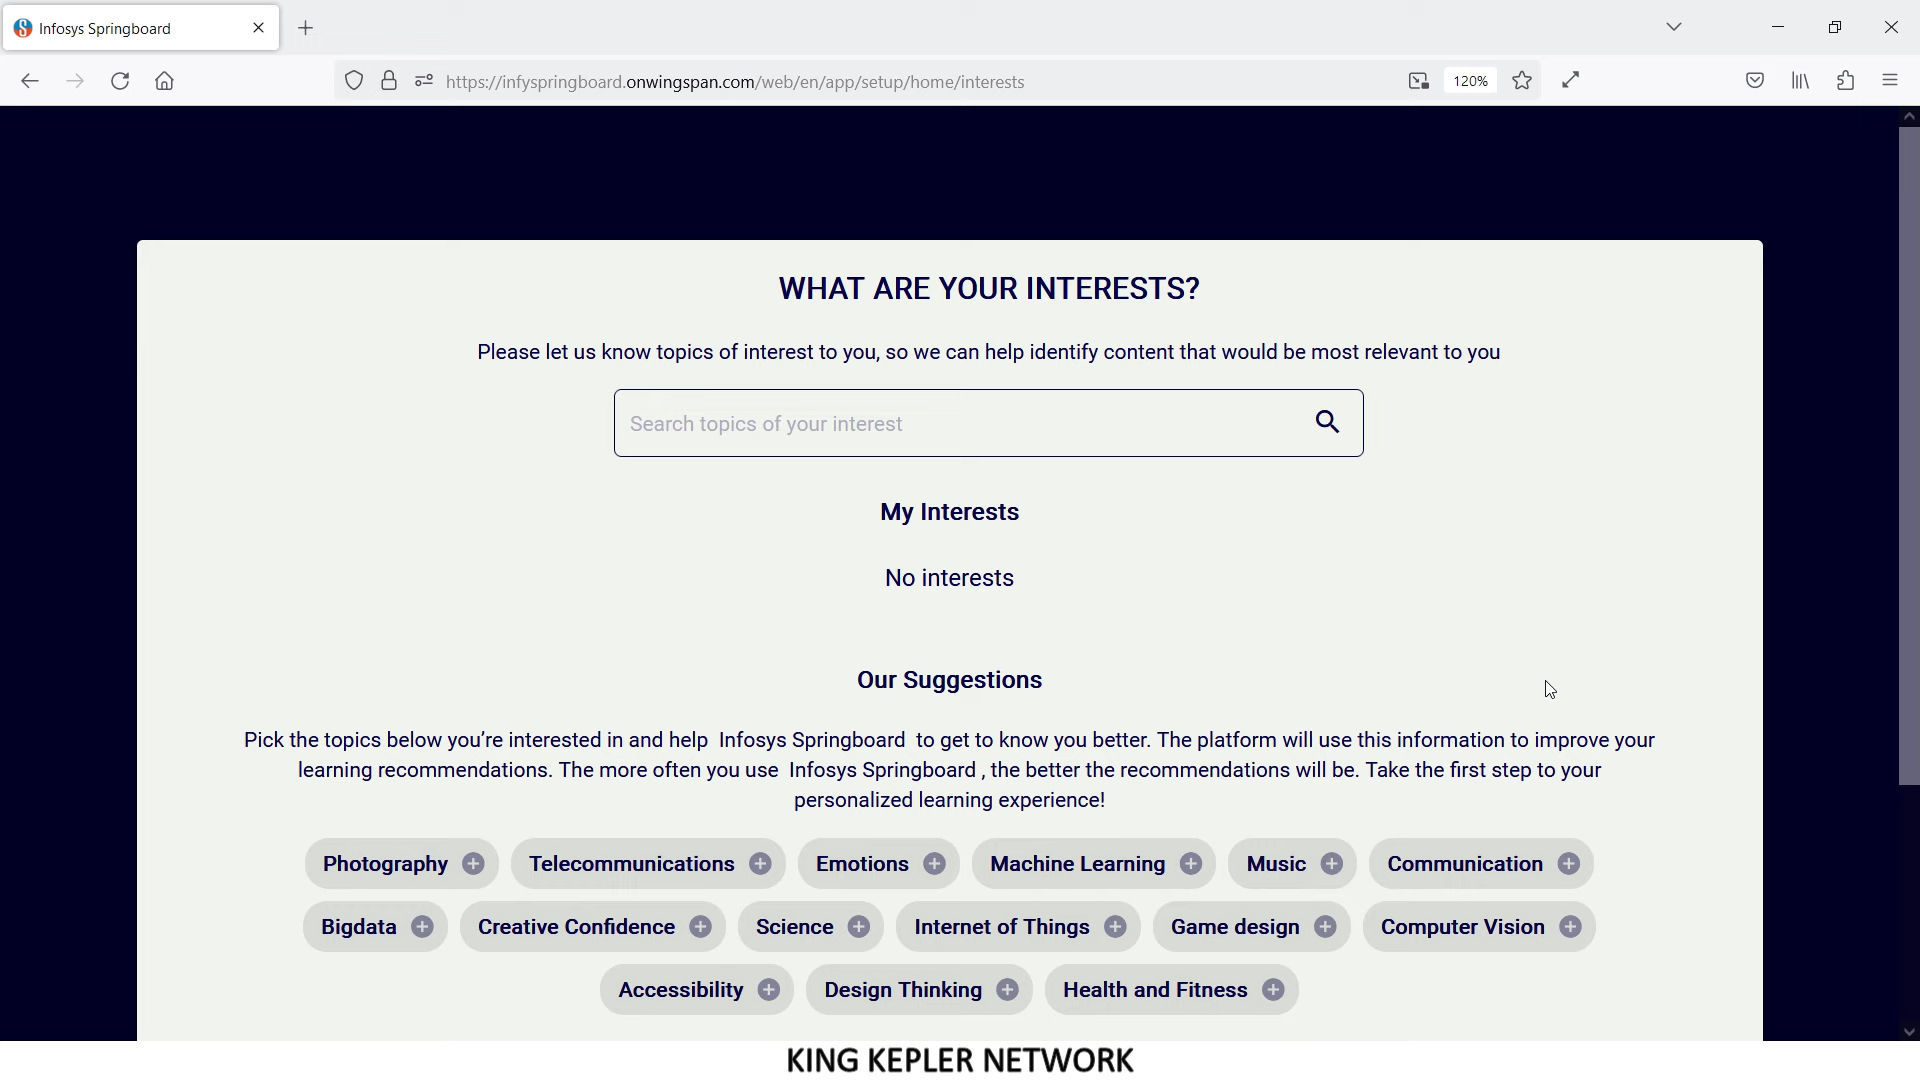 Infosys Springboard
https://infyspringboard.onwingspan.com/web/en/app/setup/home/interests
120%
WHAT ARE YOUR INTERESTS?
Please let us know topics of interest to you, so we can help identify content that would be most relevant to you
Search topics of your interest
My Interests
No interests
Our Suggestions
Pick the topics below you’re interested in and help Infosys Springboard to get to know you better. The platform will use this information to improve your
learning recommendations. The more often you use Infosys Springboard , the better the recommendations will be. Take the first step to your
personalized learning experience!
Photography Telecommunications Emotions Machine Learning Music Communication
Bigdata Creative Confidence Science Internet of Things Game design Computer Vision
Accessibility Design Thinking Health and Fitness
KING KEPLER NETWORK